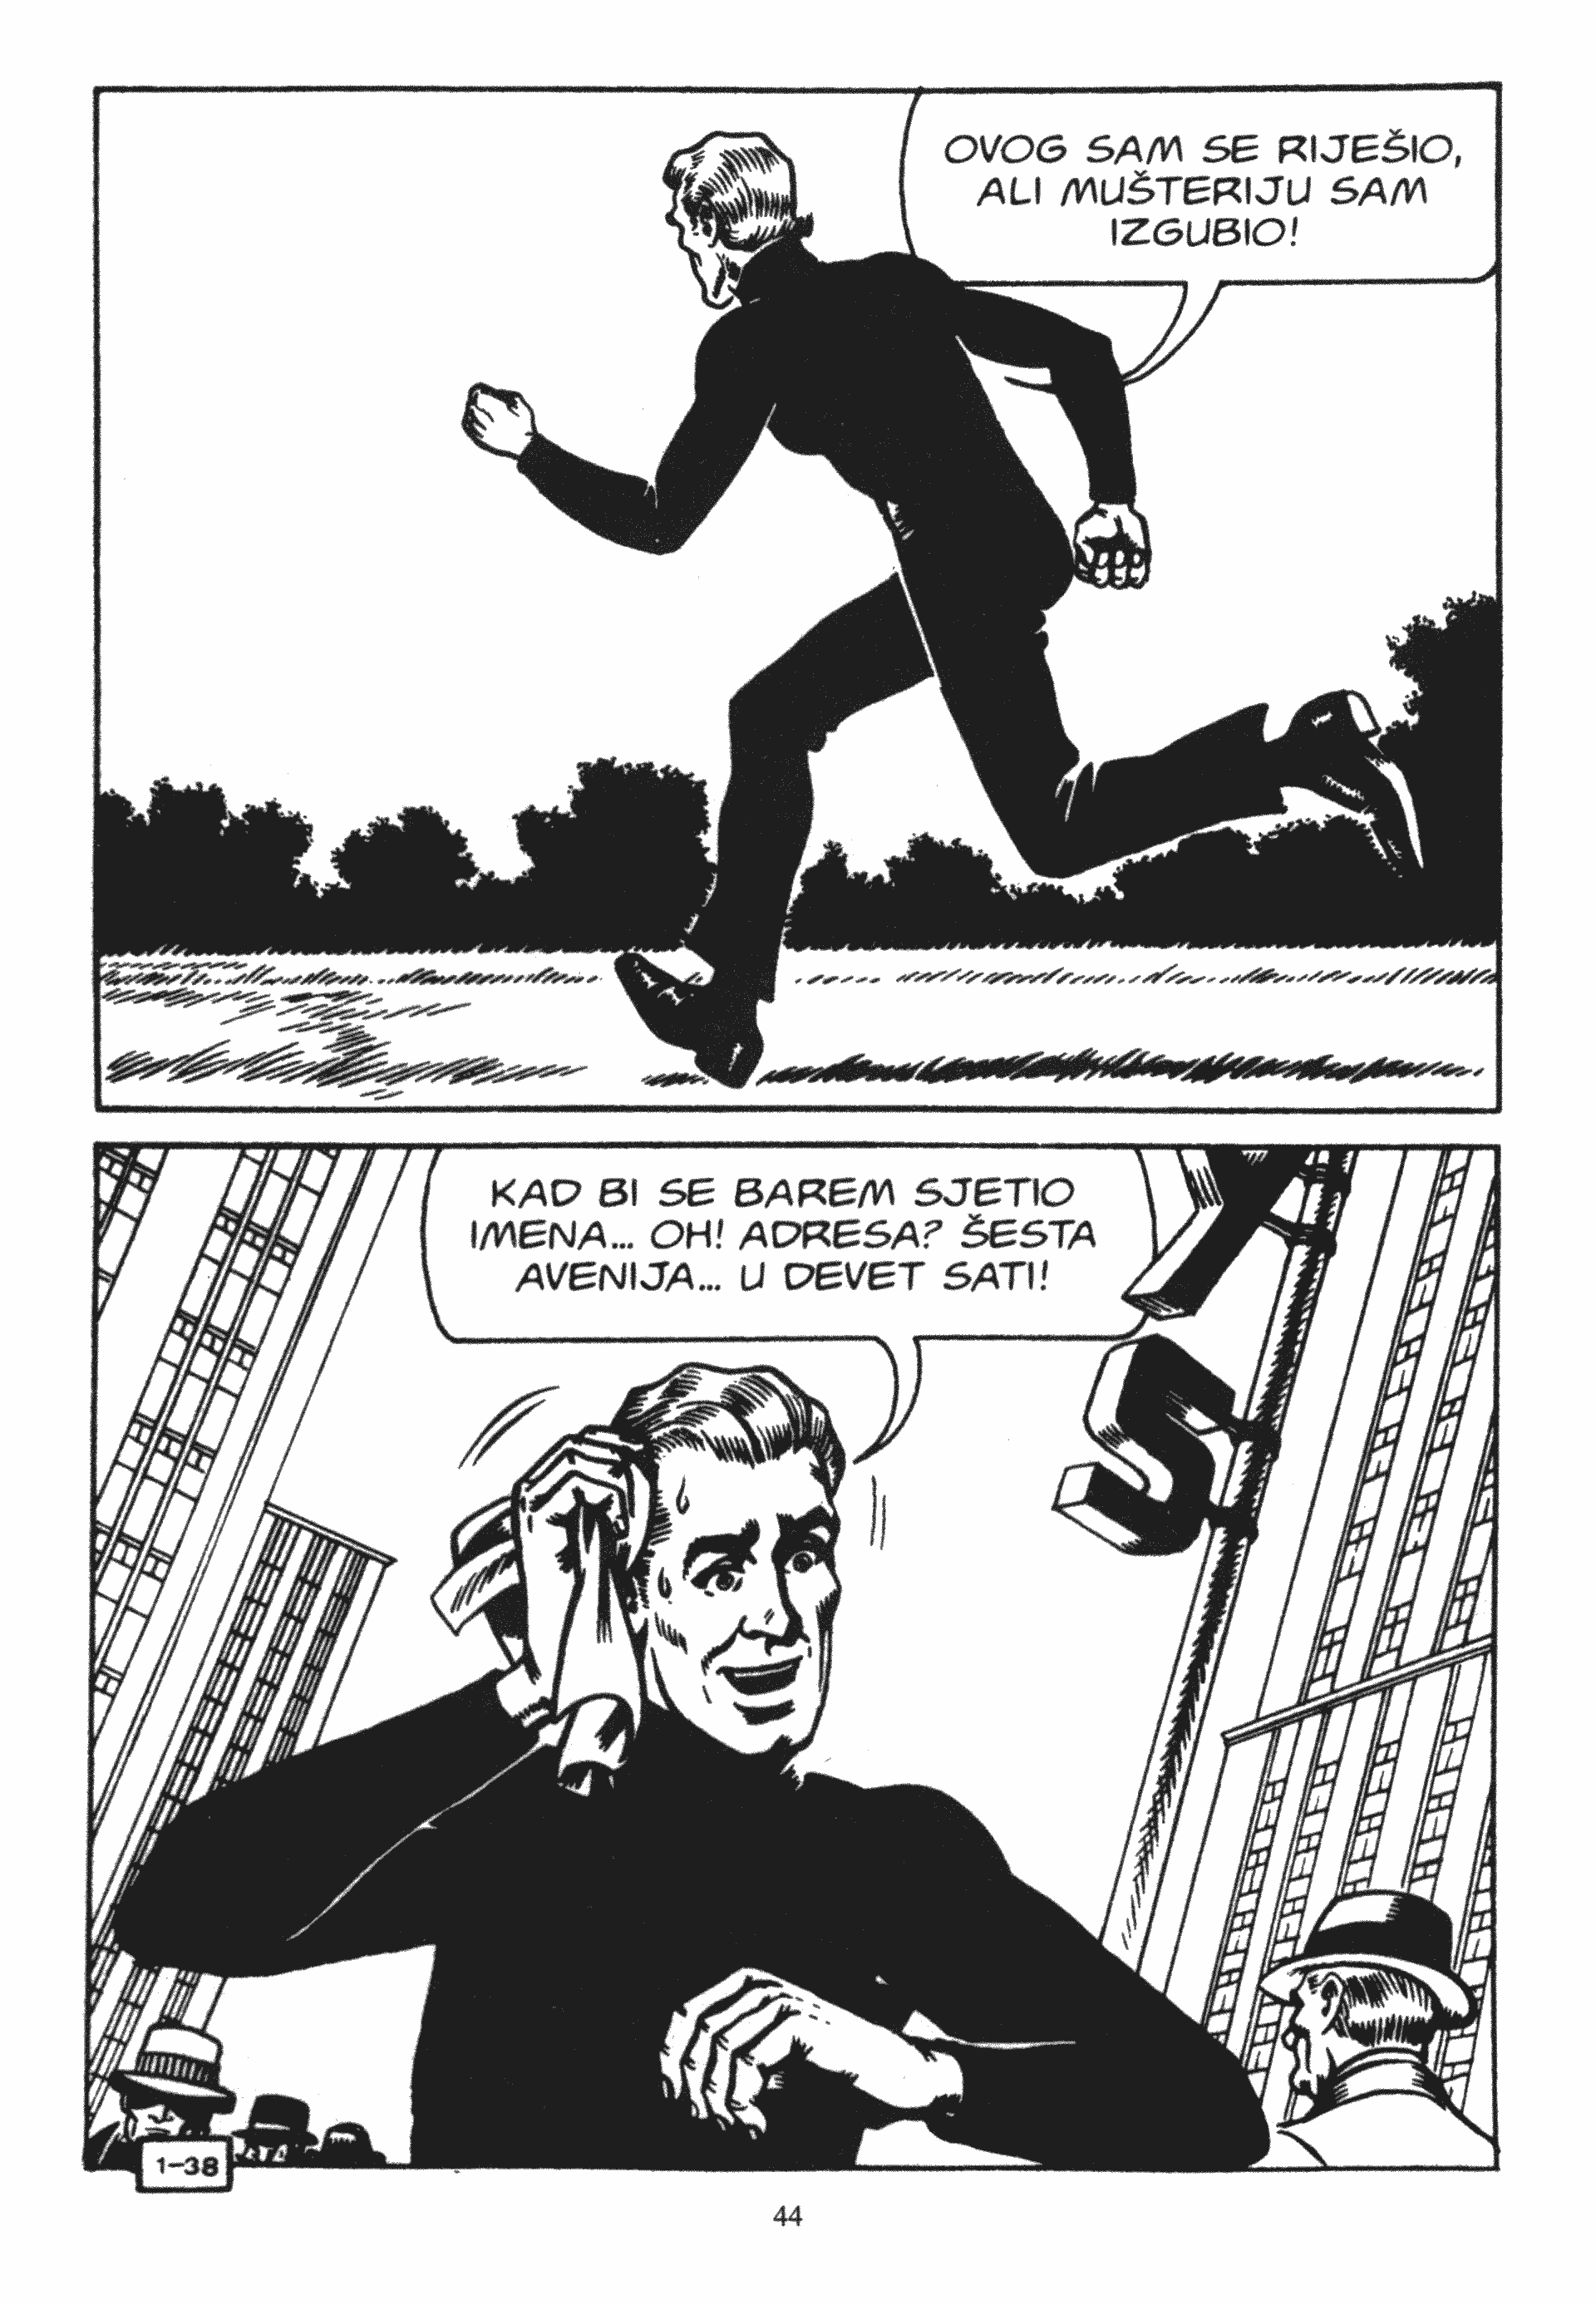 OVOG SAM SE RIJEŠIO,
ALI MUŠTERIJU SAM
IZGUBIO!
KAD BI SE BAREM SJETIO
IMENA... OH! ADRESA? ŠESTA
AVENIJA... U DEVET SATI!
S
1-38
44